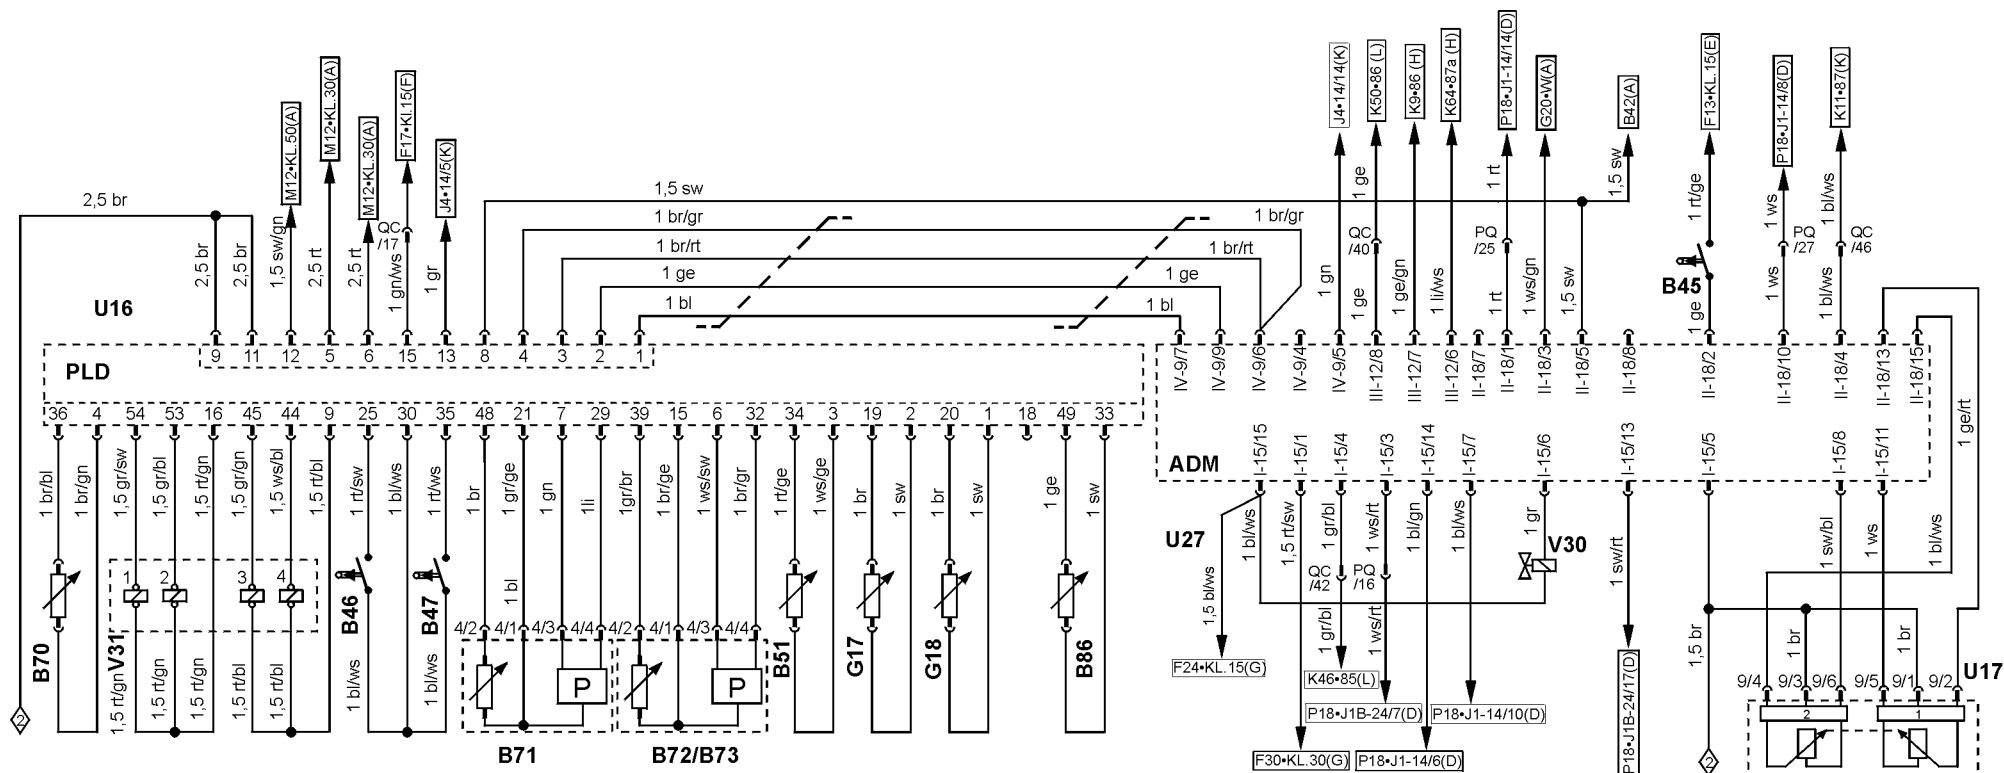 M12•KL.50(A)
M12•KL.30(A)
M12•KL.30(A)
F17•Kl.15(F)
J4•14/5(K)
J4•14/14(K)
K50•86 (L)
K9•86 (H)
K64•87a (H)
P18•J1-14/14(D)
G20•W(A)
B42(A)
F13•KL.15(E)
P18•J1-14/8(D)
K11•87(K)
2,5 br
2,5 br
2,5 br
1,5 sw/gn
2,5 rt
2,5 rt
QC
/17
1 gn/ws
1 gr
1,5 sw
1 br/gr
1 br/gr
1 br/rt
1 br/rt
1 ge
1 ge
1 bl
1 bl
1 gn
1 ge
QC
/40
1 ge
1 ge/gn
1 li/ws
1 rt
PQ
/25
1 rt
1 ws/gn
1,5 sw
1,5 sw
1 rt/ge
B45
1 ge
1 ws
PQ
/27
1 ws
1 bl/ws
QC
/46
1 bl/ws
U16
9 11 12 5 6 15 13 8 4 3 2 1
PLD
36 4 54 53 16 45 44 9 25 30 35 48 21 7 29 39 15 6 32 34 3 19 2 20 1 18 49 33
IV-9/7
IV-9/9
IV-9/6
IV-9/4
IV-9/5
III-12/8
III-12/7
III-12/6
II-18/7
II-18/1
II-18/3
II-18/5
II-18/8
II-18/2
II-18/10
II-18/4
II-18/13
II-18/15
ADM
I-15/15
I-15/1
I-15/4
I-15/3
I-15/14
I-15/7
I-15/6
I-15/13
I-15/5
I-15/8
I-15/11
1 ge/rt
1 br/bl
1 br/gn
1,5 gr/sw
1,5 gr/bl
1,5 rt/gn
1,5 gr/gn
1,5 ws/bl
1,5 rt/bl
1 rt/sw
1 bl/ws
1 rt/ws
1 br
1 gr/ge
1 gn
1li
1gr/br
1 br/ge
1 ws/sw
1 br/gr
1 rt/ge
1 ws/ge
1 br
1 sw
1 br
1 sw
1 ge
1 sw
U27
1,5 bl/ws
1 bl/ws
1,5 rt/sw
1 gr/bl
QC
/42
1 gr/bl
1 ws/rt
PQ
/16
1 ws/rt
1 bl/gn
1 bl/ws
1 gr
V30
1 sw/rt
1 sw/bl
1 ws
1 bl/ws
1 2 3 4
1 bl
B70
V31
1,5 rt/gn
1,5 rt/gn
1,5 rt/bl
1,5 rt/bl
B46
1 bl/ws
B47
1 bl/ws
4/2 4/1 4/3 4/4 4/2 4/1 4/3 4/4
P
P
B51
G17
G18
B86
B71
B72/B73
2
F24•KL.15(G)
K46•85(L)
P18•J1B-24/7(D)
P18•J1-14/10(D)
F30•KL.30(G)
P18•J1-14/6(D)
P18•J1B-24/17(D)
1,5 br
1 br
1 br
U17
9/4 9/3 9/6 9/5 9/1 9/2
2 1
2